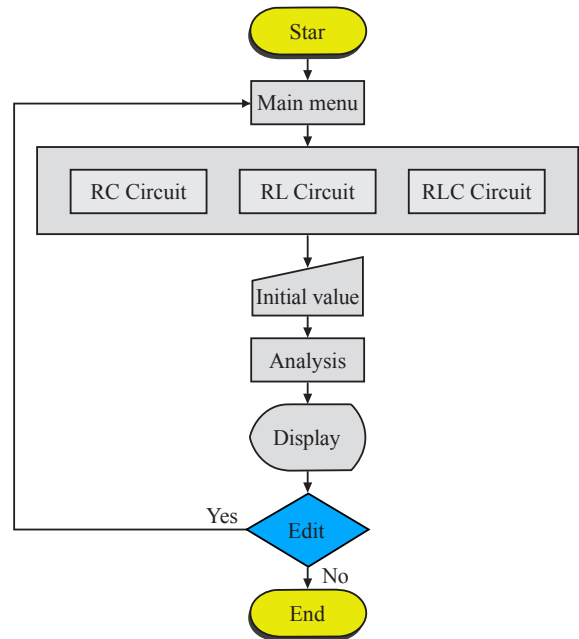 Star
Main menu
RC Circuit
RL Circuit
RLC Circuit
Initial value
Analysis
Display
Yes
Edit
No
End